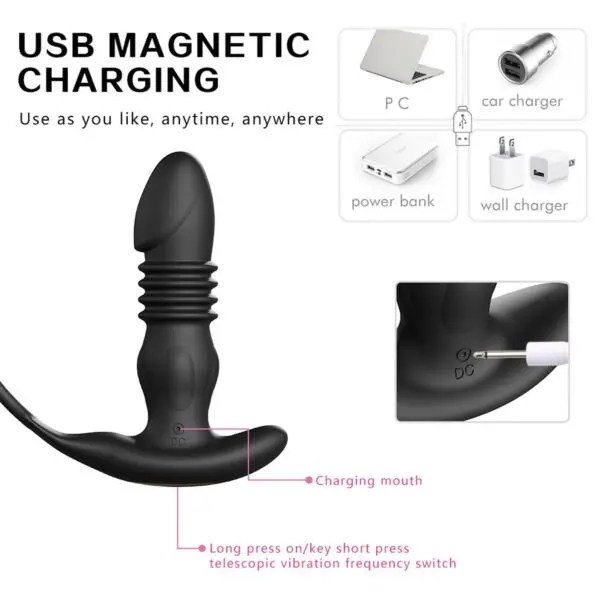 USB MAGNETIC
CHARGING
Use as you like, anytime, anywhere
PC
car charger
power bank
wall charger
DC
DC
Charging mouth
Long press on/key short press
telescopic vibration frequency switch